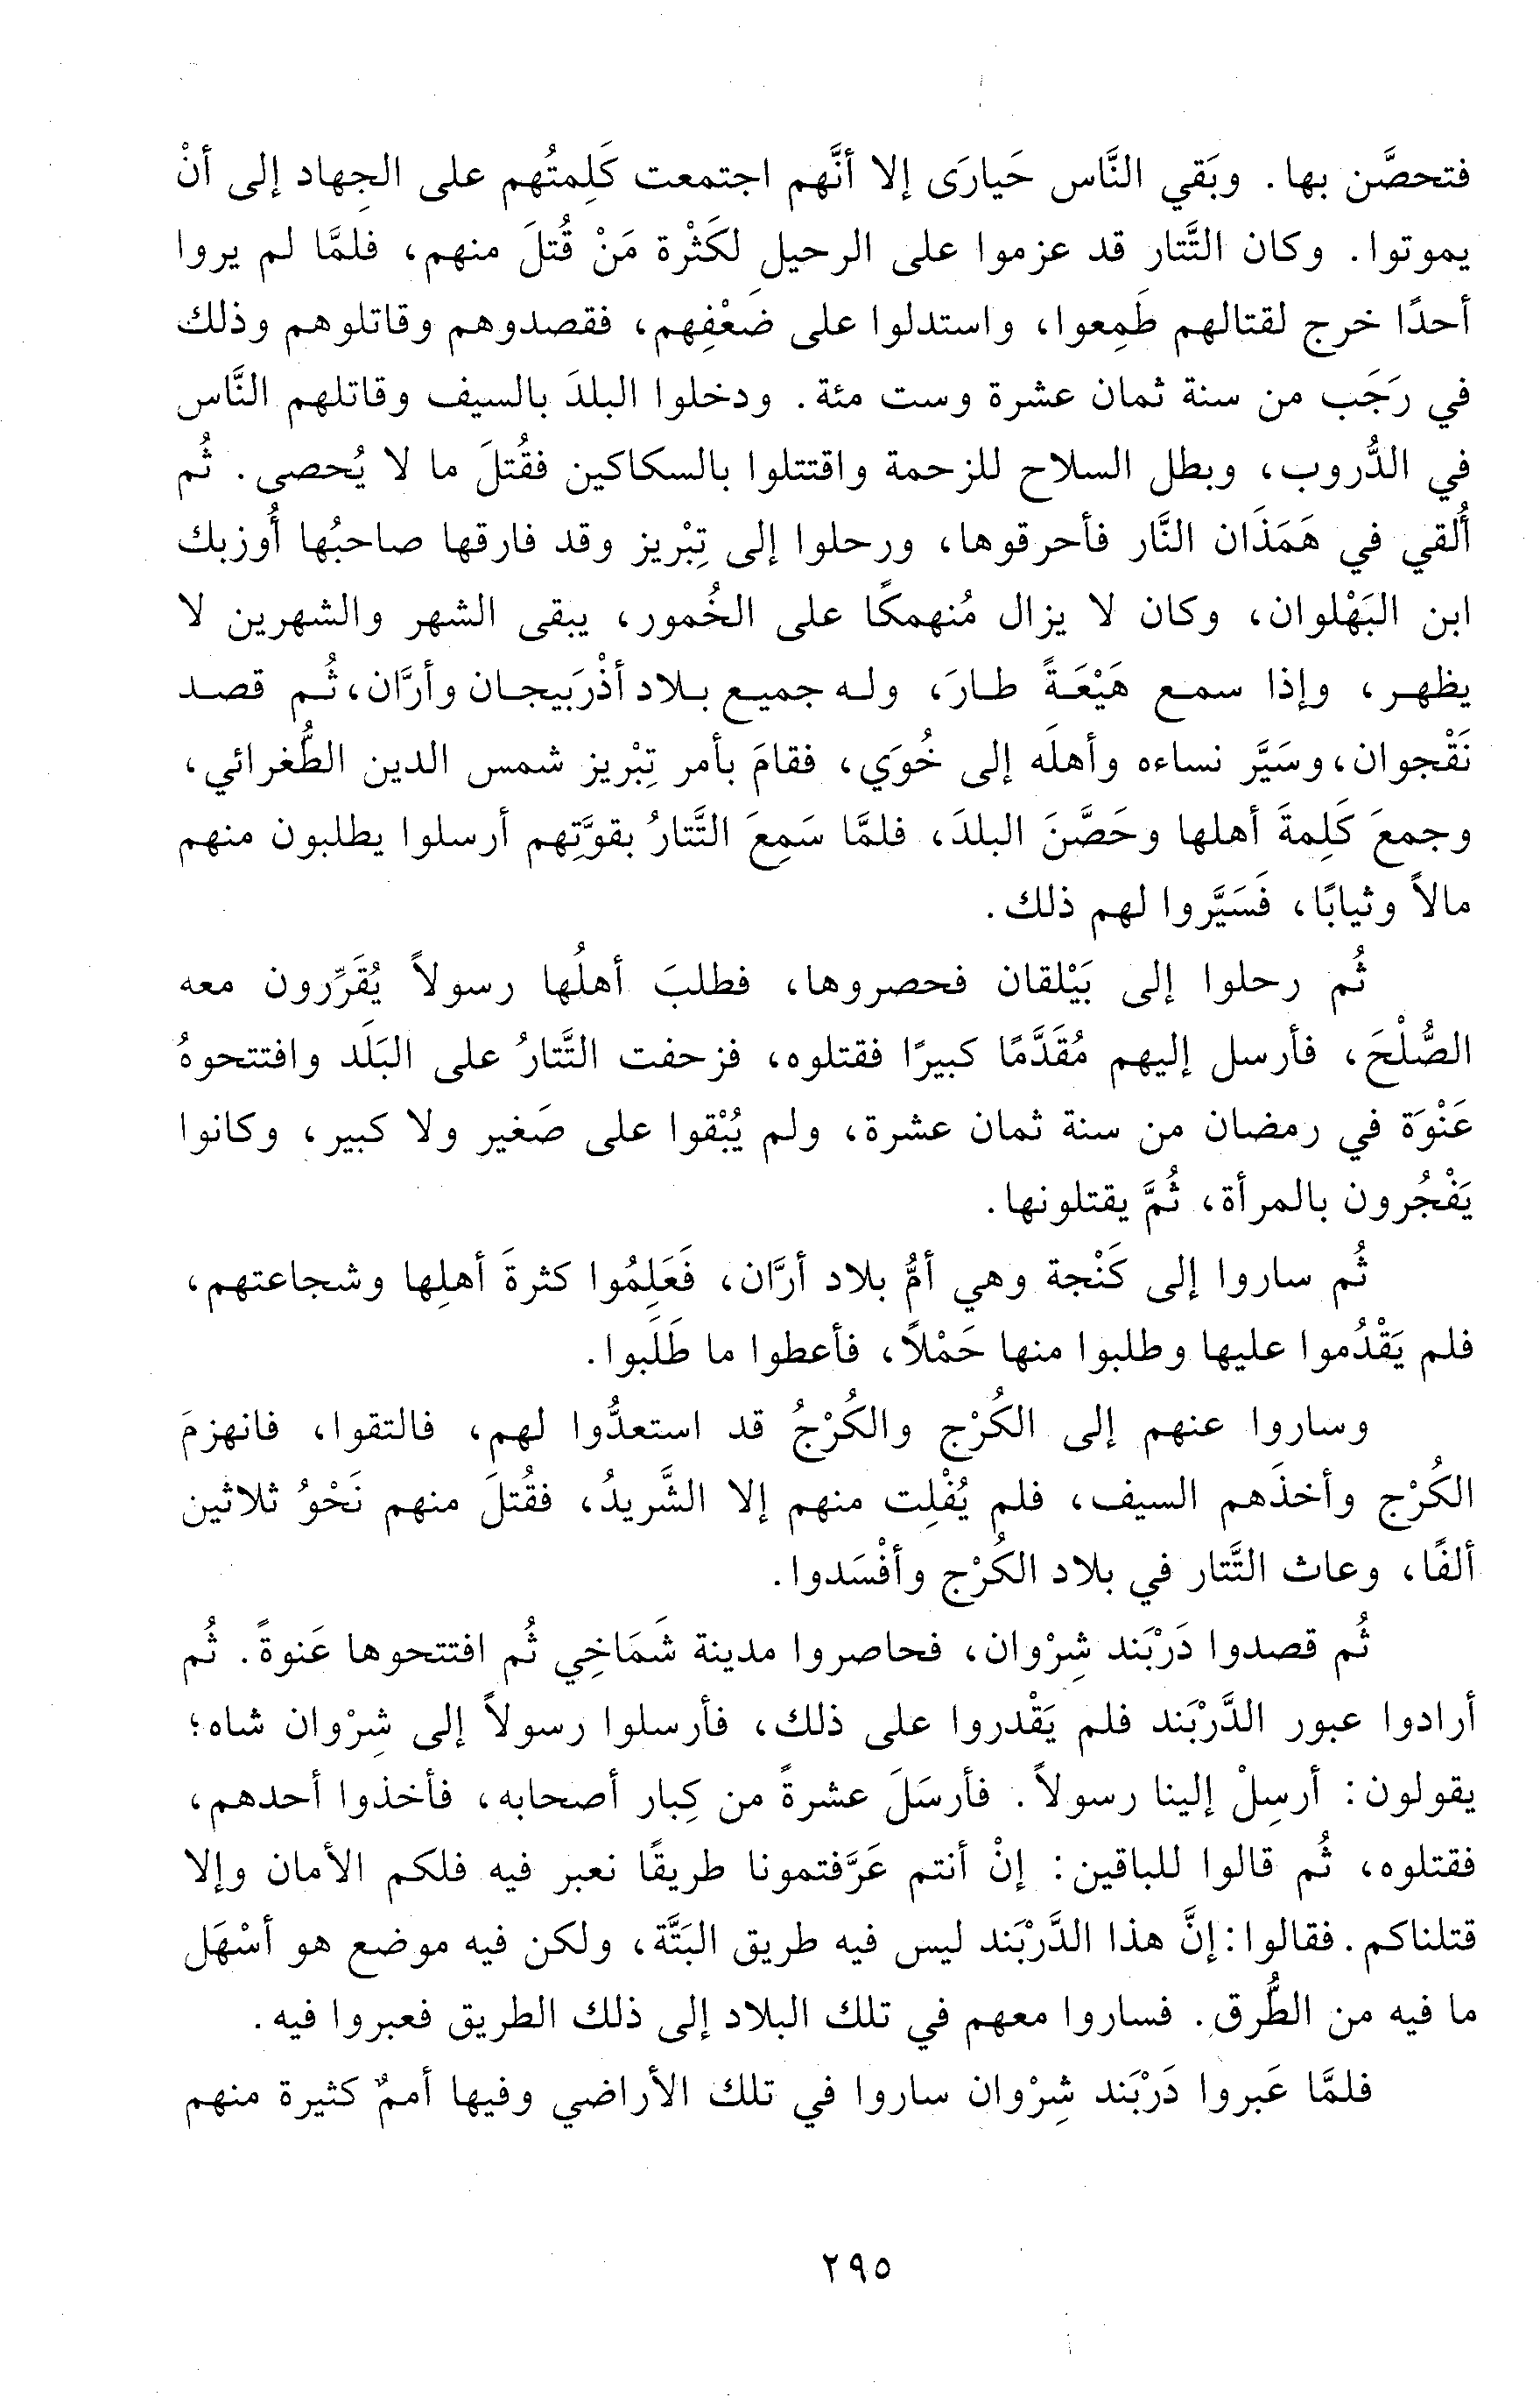 فتحصَّن بها. وبَقي النَّاس حَيارَى إلا أنَّهم اجتمعت كَلِمتُهم على الجِهاد إلى أنْ
يموتوا. وكان التَّتار قد عزموا على الرحيل لكَثْرة مَنْ قُتلَ منهم، فلمَّا لم يروا
أحدًا خرج لقتالهم طَمِعوا، واستدلوا على ضَعْفِهم، فقصدوهم وقاتلوهم وذلك
في رَجَب من سنة ثمان عشرة وست مئة. ودخلوا البلدَ بالسيف وقاتلهم النَّاس
في الدُّروب، وبطل السلاح للزحمة واقتتلوا بالسكاكين فقُتلَ ما لا يُحصى. ثُم
أُلقي في هَمَذَان النَّار فأحرقوها، ورحلوا إلى تِبْريز وقد فارقها صاحبُها أُوزبك
ابن البَهْلوان، وكان لا يزال مُنهمكًا على الخُمور، يبقى الشهر والشهرين لا
يظهر، وإذا سمع هَيْعَةً طارَ، وله جميع بلاد أذْرَبيجان وأرَّان، ثُم قصد
نَقْجوان، وسَيَّر نساءه وأهلَه إلى خُوَي، فقامَ بأمر تِبْريز شمس الدين الطُّغرائي،
وجمعَ كَلِمةَ أهلها وحَصَّنَ البلدَ، فلمَّا سَمِعَ التَّتارُ بقوَّتِهم أرسلوا يطلبون منهم
مالاً وثيابًا، فَسَيَّروا لهم ذلك.
ثُم رحلوا إلى بَيْلقان فحصروها، فطلبَ أهلُها رسولاً يُقَرِّرون معه
الصُّلْحَ، فأرسل إليهم مُقَدَّمًا كبيرًا فقتلوه، فزحفت التَّتارُ على البَلَد وافتتحوهُ
عَنْوَة في رمضان من سنة ثمان عشرة، ولم يُبْقوا على صَغير ولا كبير، وكانوا
يَفْجُرون بالمرأة، ثُمَّ يقتلونها.
ثُم ساروا إلى كَنْجة وهي أمُّ بلاد أرَّان، فَعَلِمُوا كثرةَ أهلِها وشجاعتهم،
فلم يَقْدُموا عليها وطلبوا منها حَمْلاً، فأعطوا ما طَلَبوا.
وساروا عنهم إلى الكُرْج والكُرْجُ قد استعدُّوا لهم، فالتقوا، فانهزمَ
الكُرْج وأخذَهم السيف، فلم يُفْلِت منهم إلا الشَّريدُ، فقُتلَ منهم نَحْوُ ثلاثين
ألفًا، وعاث التَّتار في بلاد الكُرْج وأفْسَدوا.
ثُم قصدوا دَرْبَند شِرْوان، فحاصروا مدينة شَمَاخِي ثُم افتتحوها عَنوةً. ثُم
أرادوا عبور الدَّرْبَند فلم يَقْدروا على ذلك، فأرسلوا رسولاً إلى شِرْوان شاه؛
يقولون: أرسِلْ إلينا رسولاً. فأرسَلَ عشرةً من كِبار أصحابه، فأخذوا أحدهم،
فقتلوه، ثُم قالوا للباقين: إنْ أنتم عَرَّفتمونا طريقًا نعبر فيه فلكم الأمان وإلا
قتلناكم. فقالوا: إنَّ هذا الدَّرْبَند ليس فيه طريق البَتَّة، ولكن فيه موضع هو أسْهَل
ما فيه من الطُّرق. فساروا معهم في تلك البلاد إلى ذلك الطريق فعبروا فيه.
فلمَّا عَبروا دَرْبَند شِرْوان ساروا في تلك الأراضي وفيها أممٌ كثيرة منهم
٢٩٥